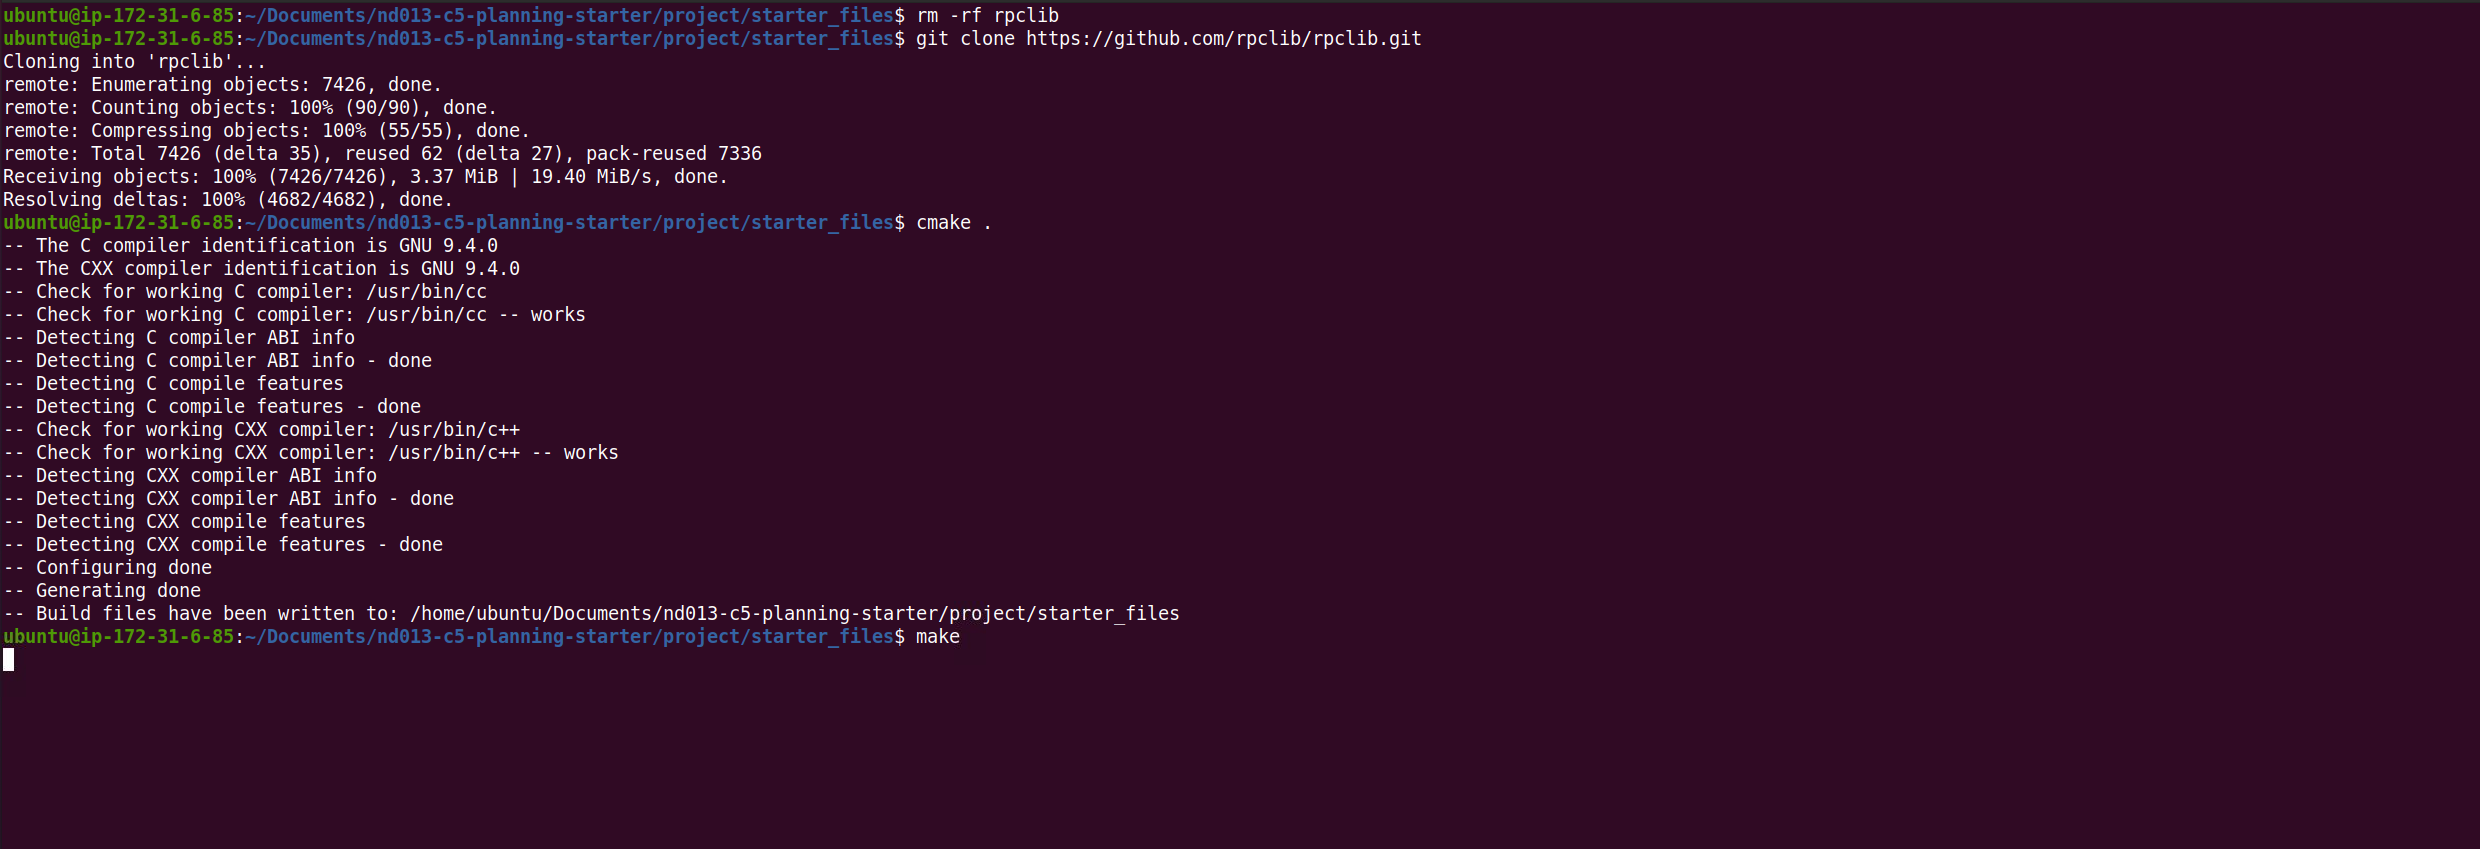 ubuntu@ip-172-31-6-85:~/Documents/nd013-c5-planning-starter/project/starter_files$ rm -rf rpclib
ubuntu@ip-172-31-6-85:~/Documents/nd013-c5-planning-starter/project/starter_files$ git clone https://github.com/rpclib/rpclib.git
Cloning into 'rpclib'...
remote: Enumerating objects: 7426, done.
remote: Counting objects: 100% (90/90), done.
remote: Compressing objects: 100% (55/55), done.
remote: Total 7426 (delta 35), reused 62 (delta 27), pack-reused 7336
Receiving objects: 100% (7426/7426), 3.37 MiB | 19.40 MiB/s, done.
Resolving deltas: 100% (4682/4682), done.
ubuntu@ip-172-31-6-85:~/Documents/nd013-c5-planning-starter/project/starter_files$ cmake .
-- The C compiler identification is GNU 9.4.0
-- The CXX compiler identification is GNU 9.4.0
-- Check for working C compiler: /usr/bin/cc
-- Check for working C compiler: /usr/bin/cc -- works
-- Detecting C compiler ABI info
-- Detecting C compiler ABI info - done
-- Detecting C compile features
-- Detecting C compile features - done
-- Check for working CXX compiler: /usr/bin/c++
-- Check for working CXX compiler: /usr/bin/c++ -- works
-- Detecting CXX compiler ABI info
-- Detecting CXX compiler ABI info - done
-- Detecting CXX compile features
-- Detecting CXX compile features - done
-- Configuring done
-- Generating done
-- Build files have been written to: /home/ubuntu/Documents/nd013-c5-planning-starter/project/starter_files
ubuntu@ip-172-31-6-85:~/Documents/nd013-c5-planning-starter/project/starter_files$ make